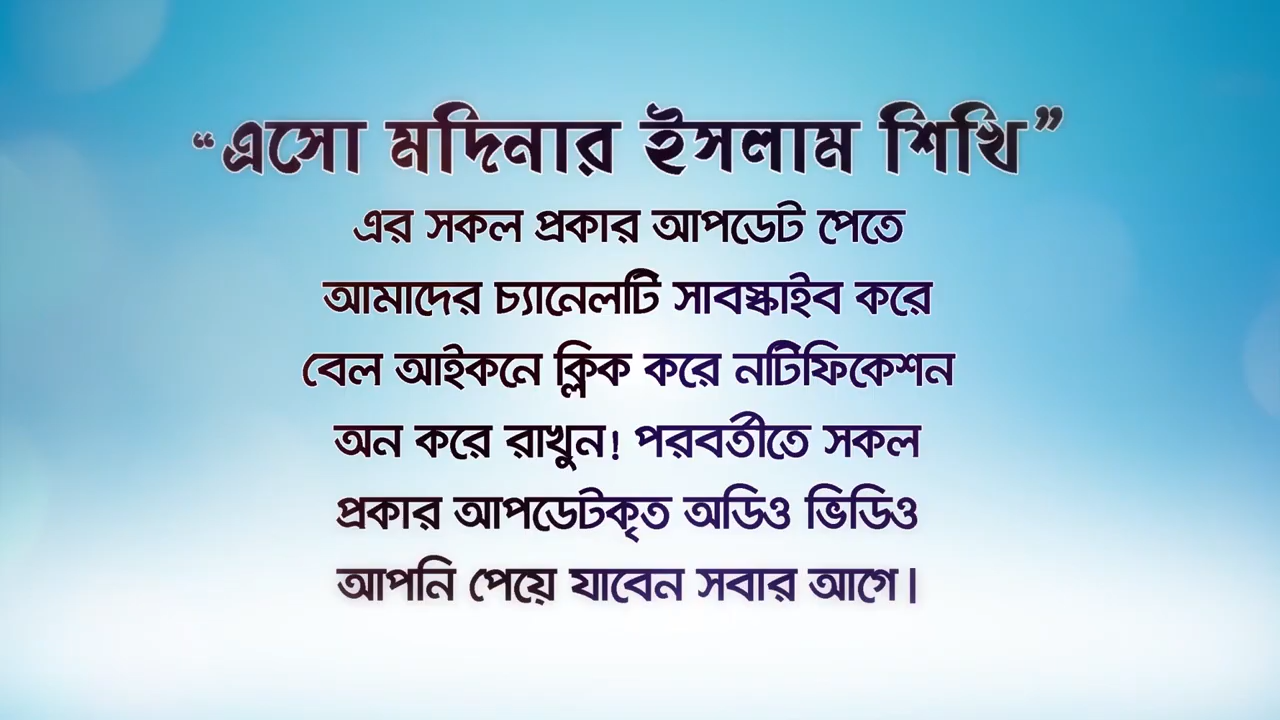 “এসো মদিনার ইসলাম শিখি”
এর সকল প্রকার আপডেট পেতে
আমাদের চ্যানেলটি সাবস্ক্রাইব করে
বেল আইকনে ক্লিক করে নটিফিকেশন
অন করে রাখুন! পরবর্তীতে সকল
প্রকার আপডেটকৃত অডিও ভিডিও
আপনি পেয়ে যাবেন সবার আগে।